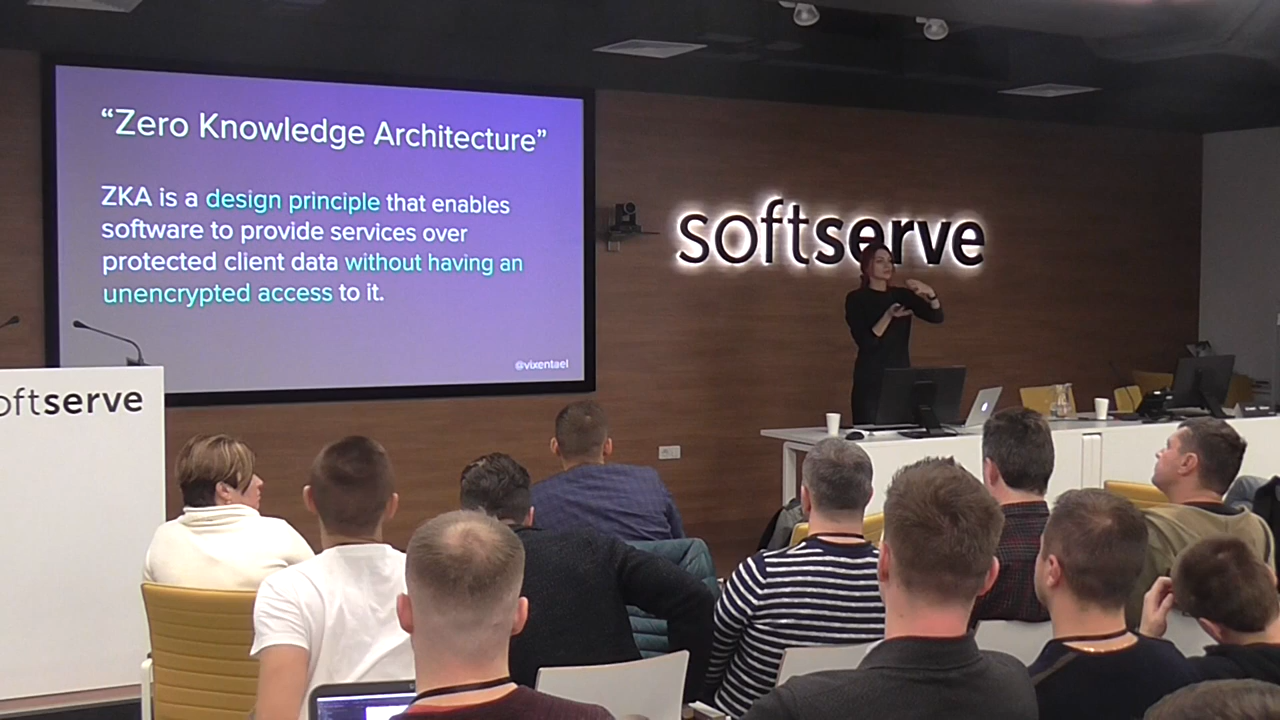 “Zero Knowledge Architecture”
ZKA is a design principle that enables
software to provide services over
protected client data without having an
unencrypted access to it.
@vixentael
softserve
oftserve